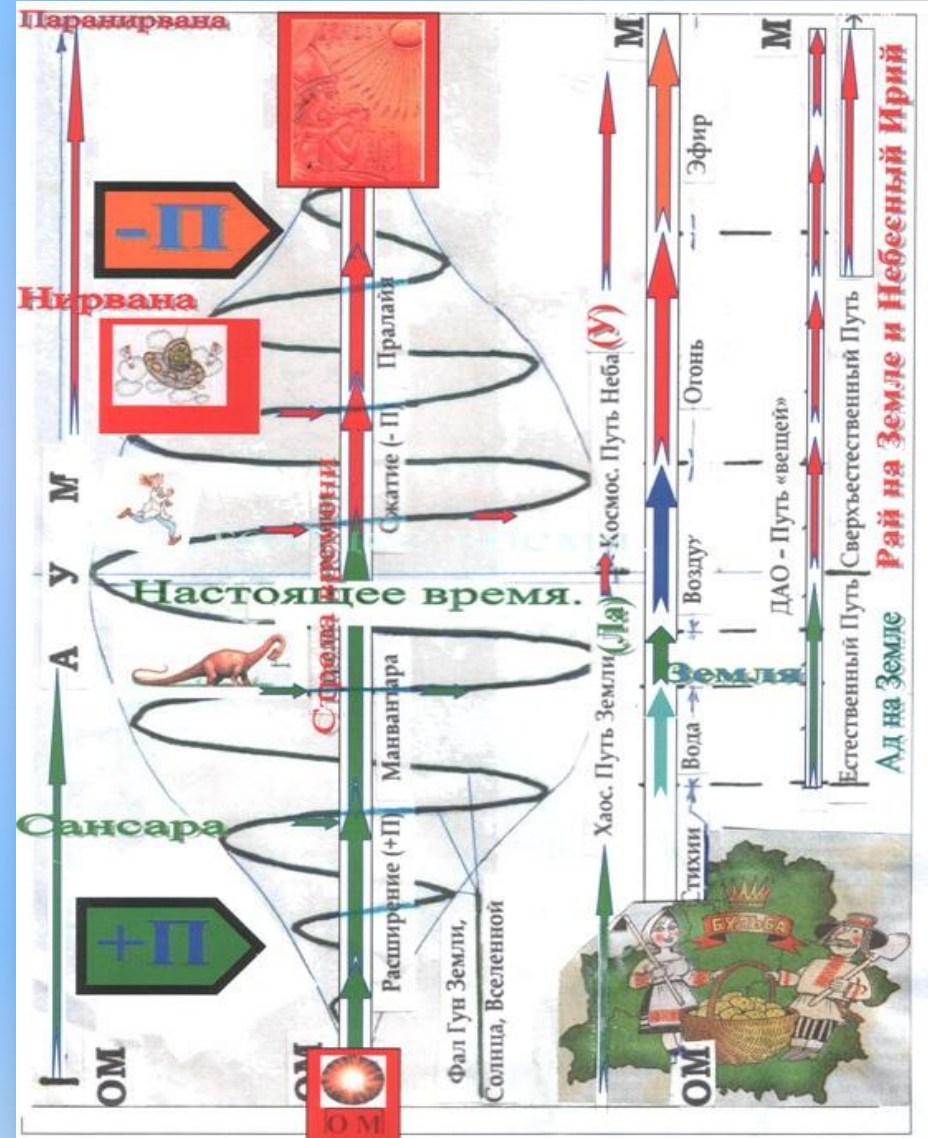 Паранирвана
-П
Нирвана
А У М
Настоящее время.
Сансара
+П
ОМ
ОМ
О М
Стрела времени
Расширение (+П)
Манвантара
Сжатие (- П)
Пралайя
Фал Гун Земли,
Солнца, Вселенной
Хаос. Путь Земли
(Ла)
Космос. Путь Неба
(У)
М
ОМ
Стихии
Вода
Земля
Воздух
Огонь
Эфир
М
ДАО – Путь «вещей»
Естественный Путь
Сверхъестественный Путь
Ад на Земле
Рай на Земле и Небесный Ирий
БУЛЬБА